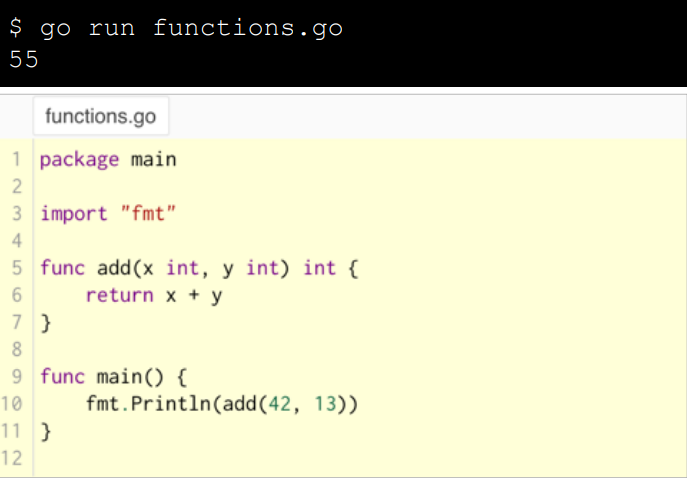 $ go run functions.go
55
functions.go
1 package main
2
3 import "fmt"
4
5 func add(x int, y int) int {
6     return x + y
7 }
8
9 func main() {
10     fmt.Println(add(42, 13))
11 }
12